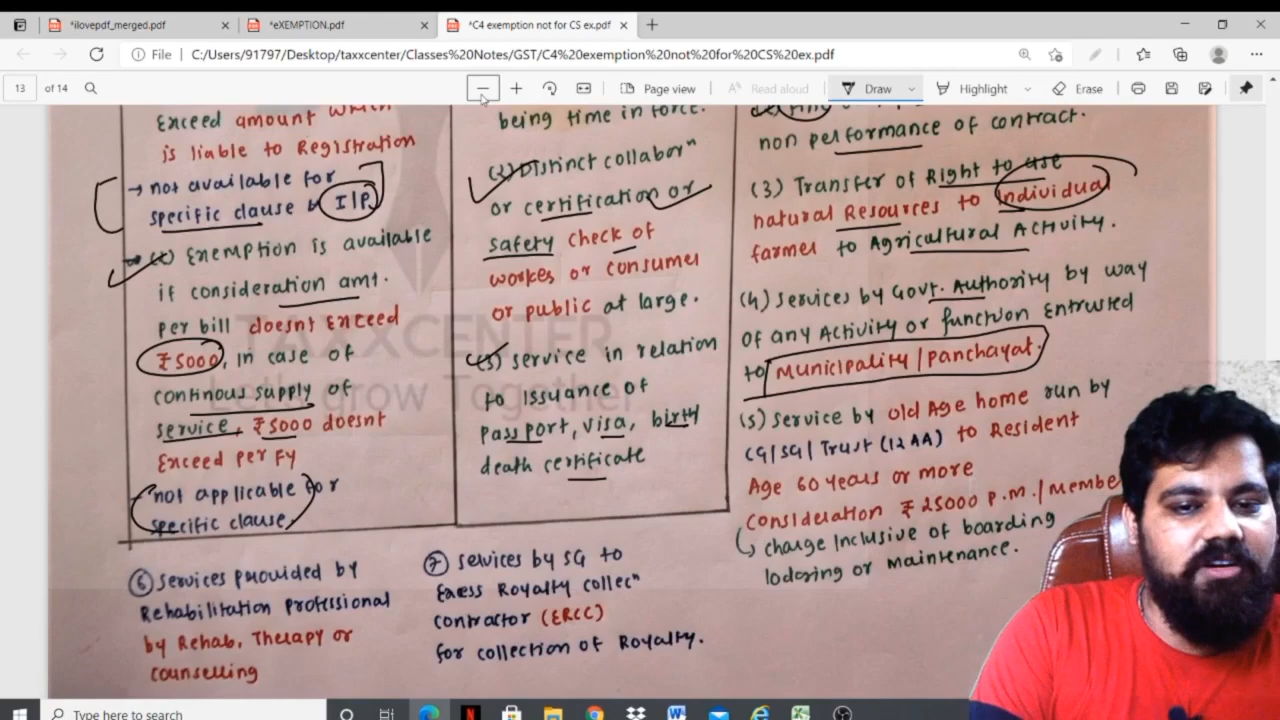 *ilovepdf_merged.pdf
*eXEMPTION.pdf
*C4 exemption not for CS ex.pdf
File
C:/Users/91797/Desktop/taxxcenter/Classes%20Notes/GST/C4%20exemption%20not%20for%20CS%20ex.pdf
13 of 14
Page view
Read aloud
Draw
Highlight
Erase
Exceed amount which
is liable to Registration
→ not available for
specific clause & I/P
Exemption is available
if consideration amt.
per bill doesnt exceed
₹5000, in case of
continous supply of
service, ₹5000 doesnt
Exceed per FY
not applicable for
specific clause,
being time in force.
(2) Distinct collaborⁿ
or certification or
safety check of
workes or consumer
or public at large.
(3) service in relation
to issuance of
passport, visa, birth
death certificate
non performance of contract.
(3) Transfer of Right to use
natural Resources to individual
farmer to Agricultural Activity.
(4) Services by Govt. Authority by way
of any Activity or function Entrusted
to Municipality/panchayat.
(5) Service by old Age home run by
CG/SG/Trust (12AA) to Resident
Age 60 years or more
consideration ₹25000 p.m./Membe
charge inclusive of boarding
lodging or maintenance.
⑥ Services provided by
Rehabilitation professional
by Rehab, Therapy or
counselling
⑦ services by SG to
Excess Royalty collecⁿ
contractor (ERCC)
for collection of Royalty.
TAXXCENTER
Let's grow Together
Type here to search